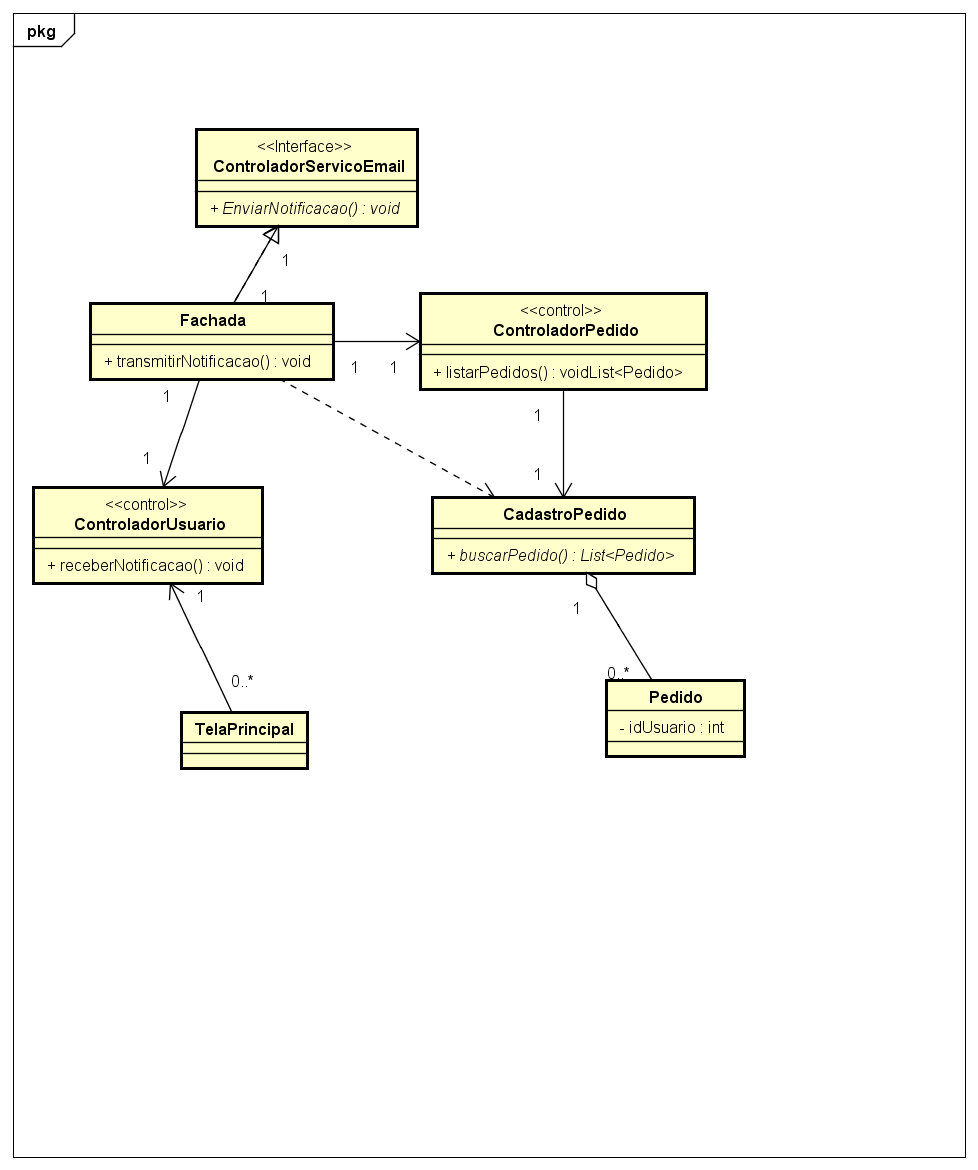 pkg
<<Interface>>
ControladorServicoEmail
+ EnviarNotificacao() : void
1
1
Fachada
+ transmitirNotificacao() : void
<<control>>
ControladorPedido
+ listarPedidos() : voidList<Pedido>
1
1
1
1
1
1
<<control>>
ControladorUsuario
+ receberNotificacao() : void
CadastroPedido
+ buscarPedido() : List<Pedido>
1
1
0..*
0..*
TelaPrincipal
Pedido
- idUsuario : int